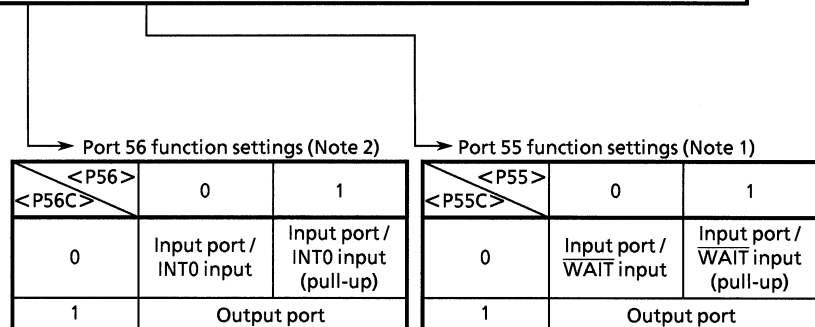 Port 56 function settings (Note 2)
<P56>
<P56C>
0
1
0
Input port /
INT0 input
Input port /
INT0 input
(pull-up)
1
Output port
Port 55 function settings (Note 1)
<P55>
<P55C>
0
1
0
Input port /
WAIT input
Input port /
WAIT input
(pull-up)
1
Output port